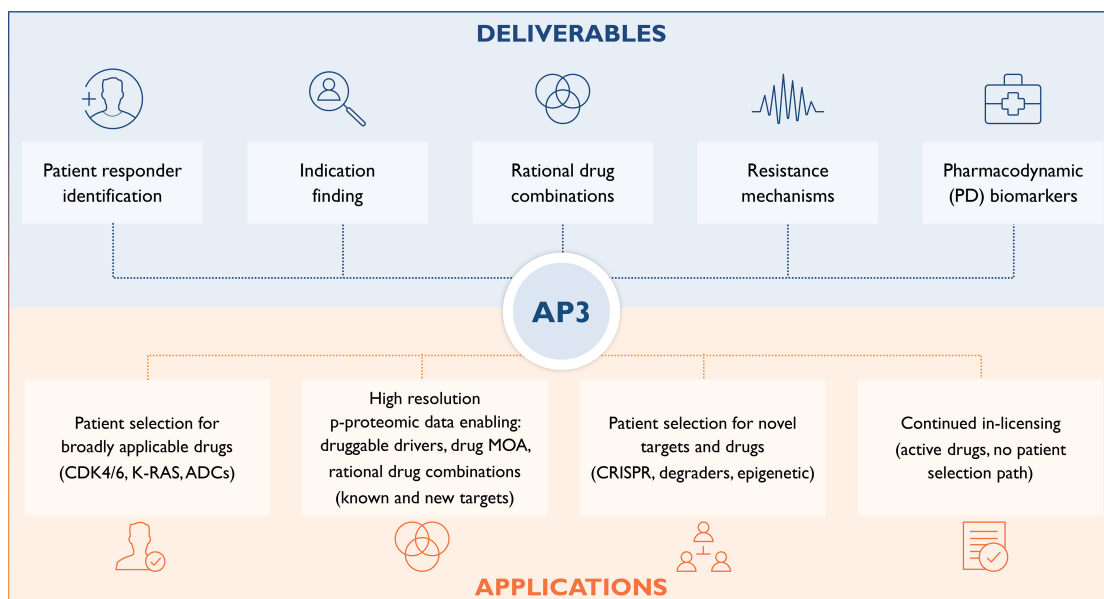 DELIVERABLES
Patient responder
identification
Indication
finding
Rational drug
combinations
Resistance
mechanisms
Pharmacodynamic
(PD) biomarkers
AP3
Patient selection for
broadly applicable drugs
(CDK4/6, K-RAS, ADCs)
High resolution
p-proteomic data enabling:
druggable drivers, drug MOA,
rational drug combinations
(known and new targets)
Patient selection for novel
targets and drugs
(CRISPR, degraders, epigenetic)
Continued in-licensing
(active drugs, no patient
selection path)
APPLICATIONS